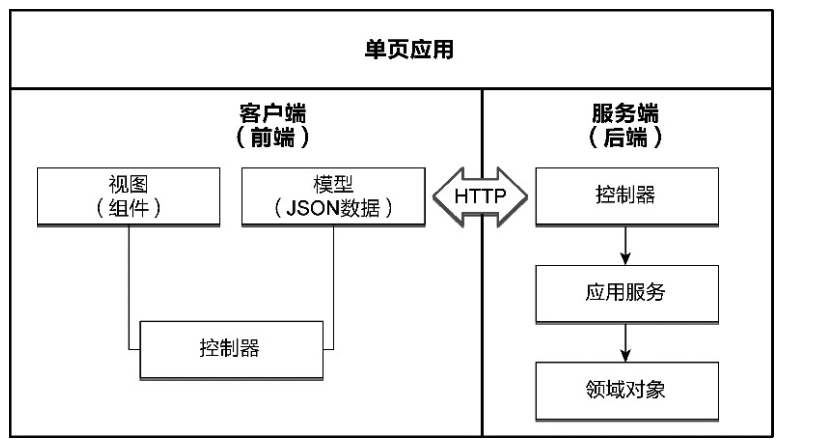 单页应用
客户端
（前端）
服务端
（后端）
视图
（组件）
模型
（JSON数据）
HTTP
控制器
应用服务
控制器
领域对象